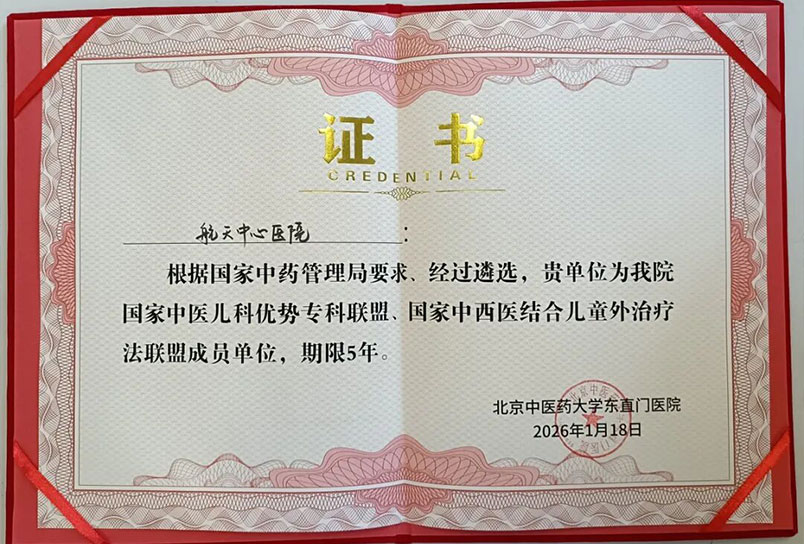 证 书
CREDENTIAL
航天中心医院：
根据国家中药管理局要求、经过遴选，贵单位为我院
国家中医儿科优势专科联盟、国家中西医结合儿童外治疗
法联盟成员单位，期限5年。
北京中医药大学东直门医院
2026年1月18日